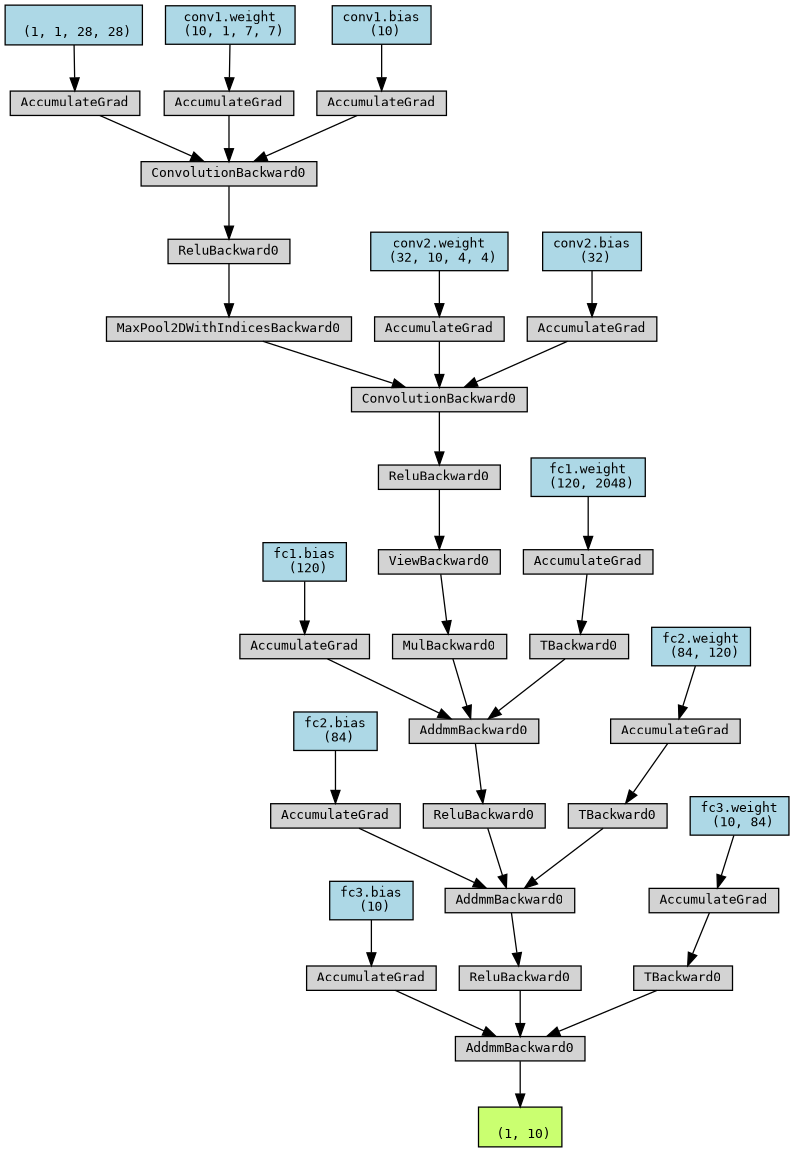 (1, 1, 28, 28)
conv1.weight
(10, 1, 7, 7)
conv1.bias
(10)
AccumulateGrad
AccumulateGrad
AccumulateGrad
ConvolutionBackward0
ReluBackward0
conv2.weight
(32, 10, 4, 4)
conv2.bias
(32)
MaxPool2DWithIndicesBackward0
AccumulateGrad
AccumulateGrad
ConvolutionBackward0
ReluBackward0
fc1.weight
(120, 2048)
fc1.bias
(120)
ViewBackward0
AccumulateGrad
AccumulateGrad
MulBackward0
TBackward0
fc2.weight
(84, 120)
fc2.bias
(84)
AddmmBackward0
AccumulateGrad
AccumulateGrad
ReluBackward0
TBackward0
fc3.weight
(10, 84)
fc3.bias
(10)
AddmmBackward0
AccumulateGrad
AccumulateGrad
ReluBackward0
TBackward0
AddmmBackward0
(1, 10)